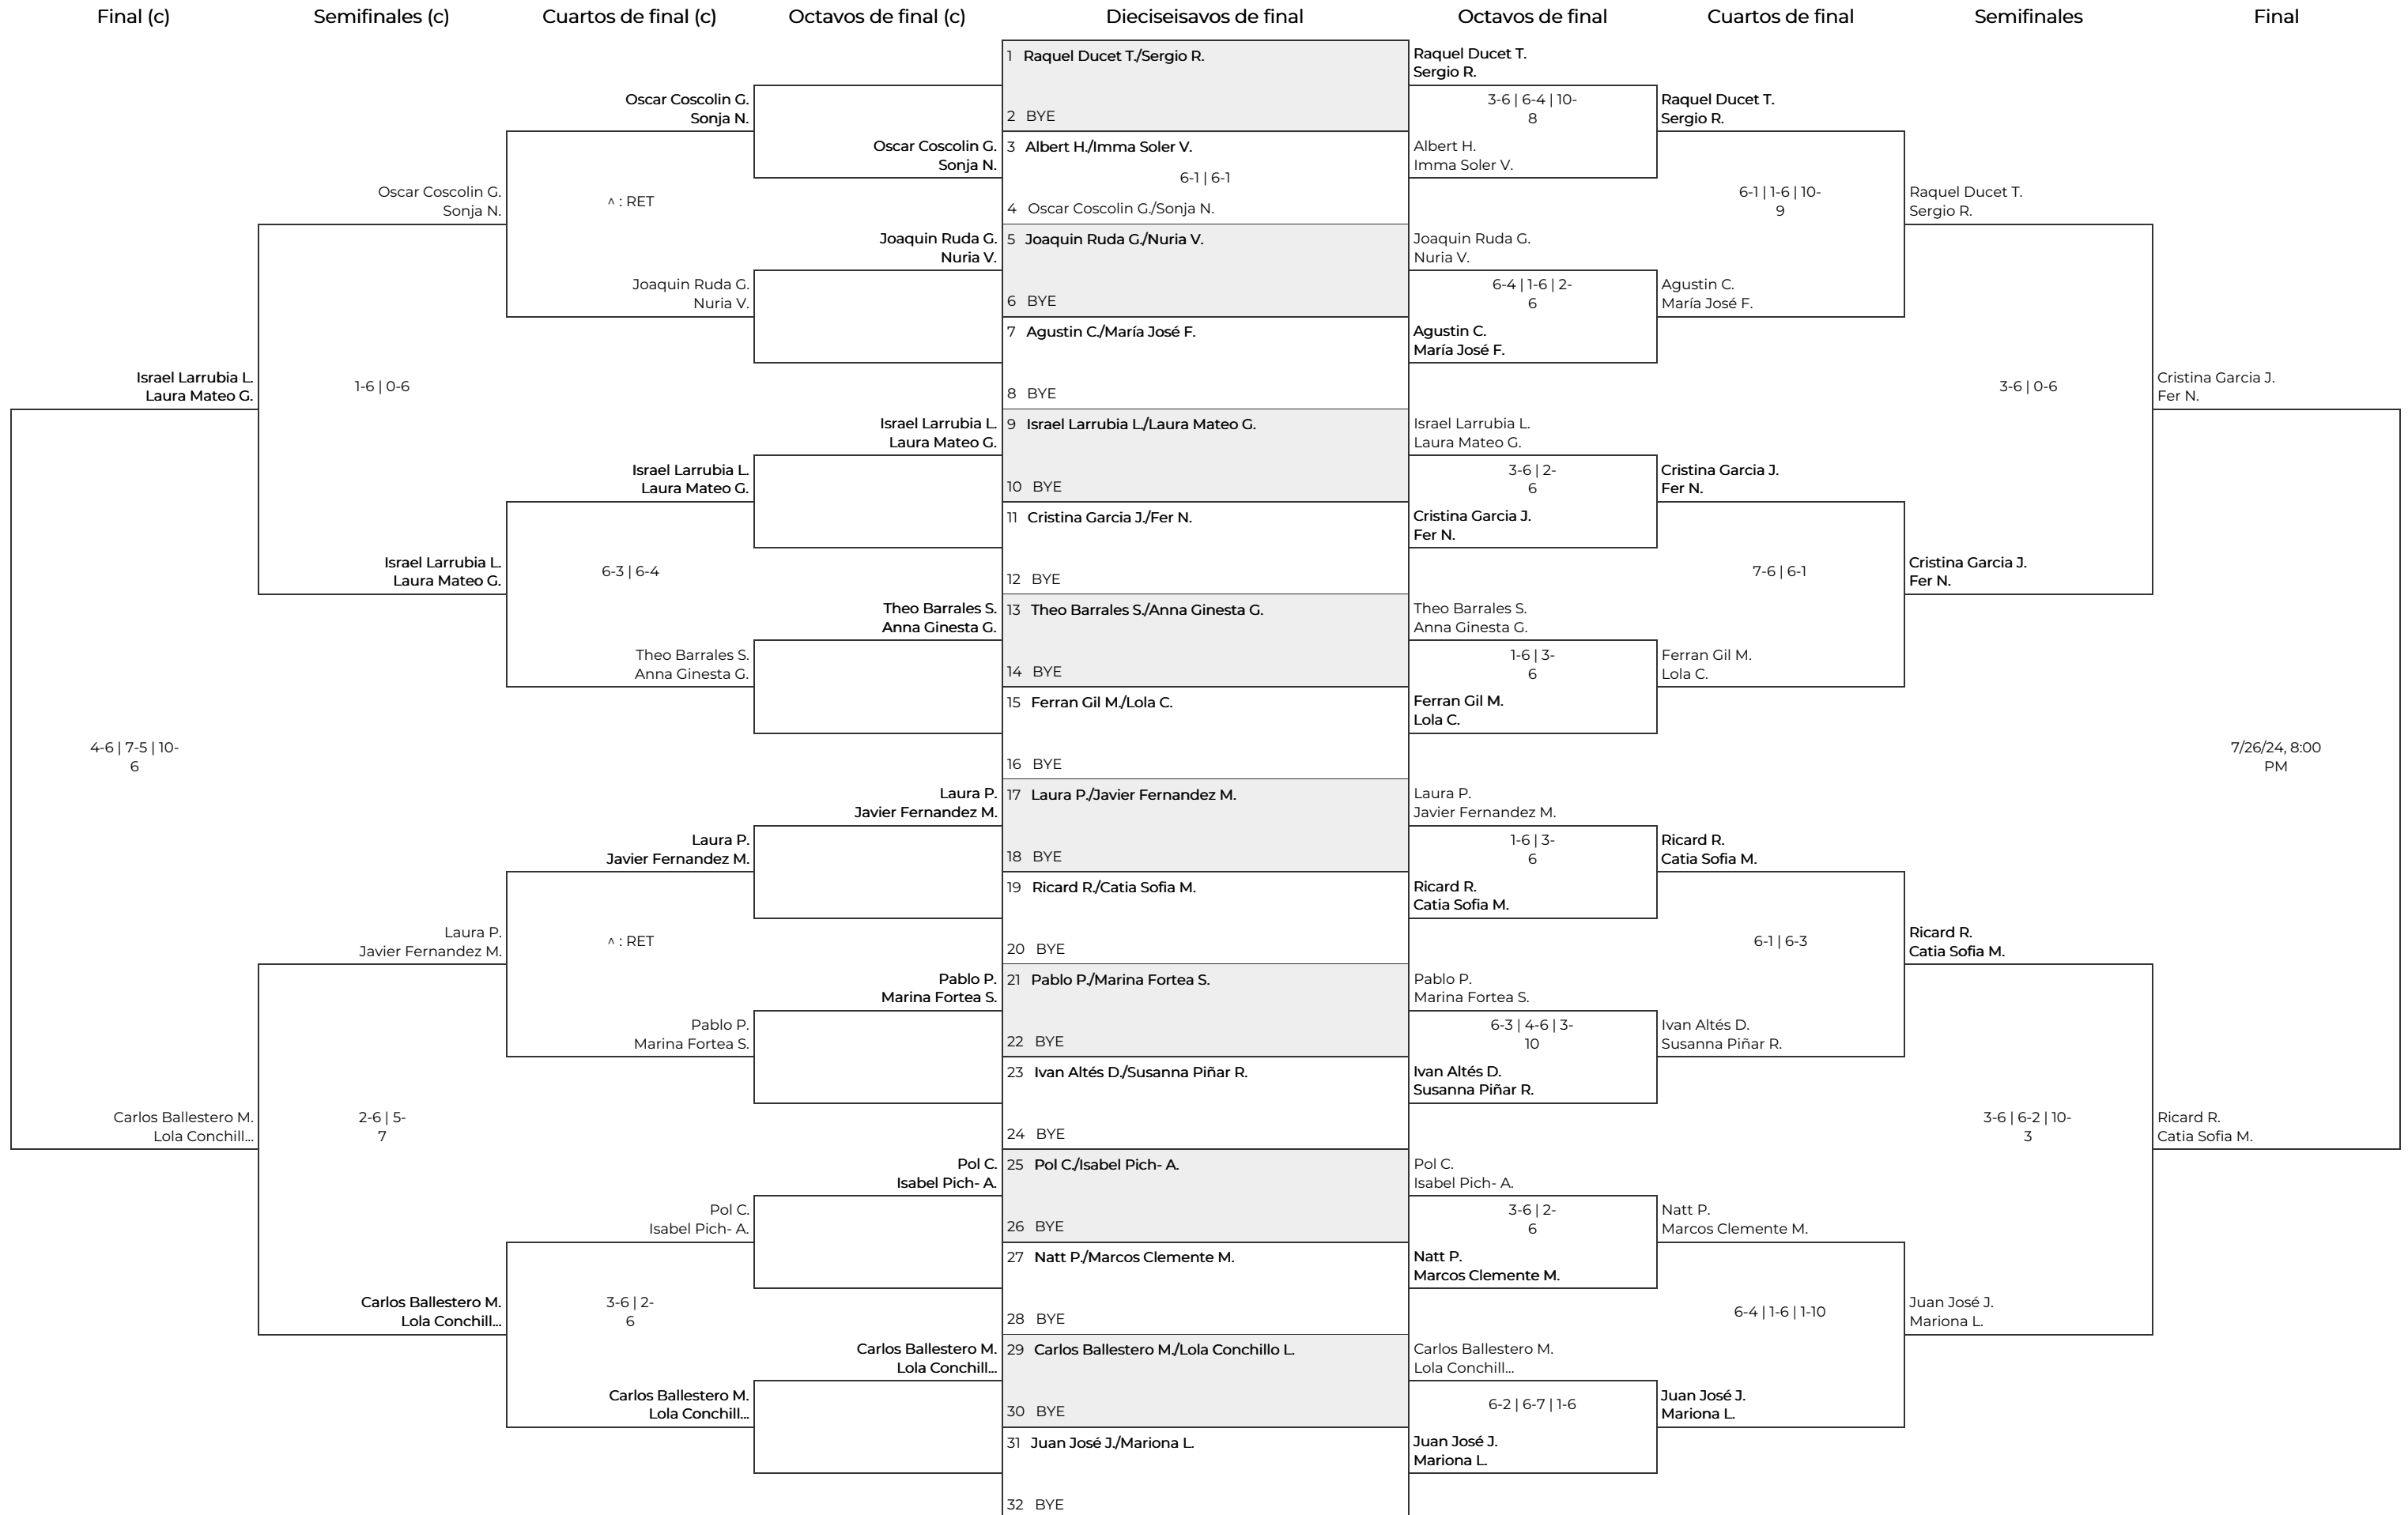 Final (c)
Semifinales (c)
Cuartos de final (c)
Octavos de final (c)
Dieciseisavos de final
Octavos de final
Cuartos de final
Semifinales
Final
Israel Larrubia L.
Laura Mateo G.
4-6 | 7-5 | 10-
6
Carlos Ballestero M.
Lola Conchill...
Oscar Coscolin G.
Sonja N.
1-6 | 0-6
Israel Larrubia L.
Laura Mateo G.
Laura P.
Javier Fernandez M.
2-6 | 5-
7
Carlos Ballestero M.
Lola Conchill...
Oscar Coscolin G.
Sonja N.
^ : RET
Joaquin Ruda G.
Nuria V.
Israel Larrubia L.
Laura Mateo G.
6-3 | 6-4
Theo Barrales S.
Anna Ginesta G.
Laura P.
Javier Fernandez M.
^ : RET
Pablo P.
Marina Fortea S.
Pol C.
Isabel Pich- A.
3-6 | 2-
6
Carlos Ballestero M.
Lola Conchill...
Oscar Coscolin G.
Sonja N.
Joaquin Ruda G.
Nuria V.
Israel Larrubia L.
Laura Mateo G.
Theo Barrales S.
Anna Ginesta G.
Laura P.
Javier Fernandez M.
Pablo P.
Marina Fortea S.
Pol C.
Isabel Pich- A.
Carlos Ballestero M.
Lola Conchill...
1 Raquel Ducet T./Sergio R.
2 BYE
3 Albert H./Imma Soler V.
6-1 | 6-1
4 Oscar Coscolin G./Sonja N.
5 Joaquin Ruda G./Nuria V.
6 BYE
7 Agustin C./María José F.
8 BYE
9 Israel Larrubia L./Laura Mateo G.
10 BYE
11 Cristina Garcia J./Fer N.
12 BYE
13 Theo Barrales S./Anna Ginesta G.
14 BYE
15 Ferran Gil M./Lola C.
16 BYE
17 Laura P./Javier Fernandez M.
18 BYE
19 Ricard R./Catia Sofia M.
20 BYE
21 Pablo P./Marina Fortea S.
22 BYE
23 Ivan Altés D./Susanna Piñar R.
24 BYE
25 Pol C./Isabel Pich- A.
26 BYE
27 Natt P./Marcos Clemente M.
28 BYE
29 Carlos Ballestero M./Lola Conchillo L.
30 BYE
31 Juan José J./Mariona L.
32 BYE
Raquel Ducet T.
Sergio R.
3-6 | 6-4 | 10-
8
Albert H.
Imma Soler V.
Joaquin Ruda G.
Nuria V.
6-4 | 1-6 | 2-
6
Agustin C.
María José F.
Israel Larrubia L.
Laura Mateo G.
3-6 | 2-
6
Cristina Garcia J.
Fer N.
Theo Barrales S.
Anna Ginesta G.
1-6 | 3-
6
Ferran Gil M.
Lola C.
Laura P.
Javier Fernandez M.
1-6 | 3-
6
Ricard R.
Catia Sofia M.
Pablo P.
Marina Fortea S.
6-3 | 4-6 | 3-
10
Ivan Altés D.
Susanna Piñar R.
Pol C.
Isabel Pich- A.
3-6 | 2-
6
Natt P.
Marcos Clemente M.
Carlos Ballestero M.
Lola Conchill...
6-2 | 6-7 | 1-6
Juan José J.
Mariona L.
Raquel Ducet T.
Sergio R.
6-1 | 1-6 | 10-
9
Agustin C.
María José F.
Cristina Garcia J.
Fer N.
7-6 | 6-1
Ferran Gil M.
Lola C.
Ricard R.
Catia Sofia M.
6-1 | 6-3
Ivan Altés D.
Susanna Piñar R.
Natt P.
Marcos Clemente M.
6-4 | 1-6 | 1-10
Juan José J.
Mariona L.
Raquel Ducet T.
Sergio R.
3-6 | 0-6
Cristina Garcia J.
Fer N.
Ricard R.
Catia Sofia M.
3-6 | 6-2 | 10-
3
Juan José J.
Mariona L.
Cristina Garcia J.
Fer N.
7/26/24, 8:00
PM
Ricard R.
Catia Sofia M.